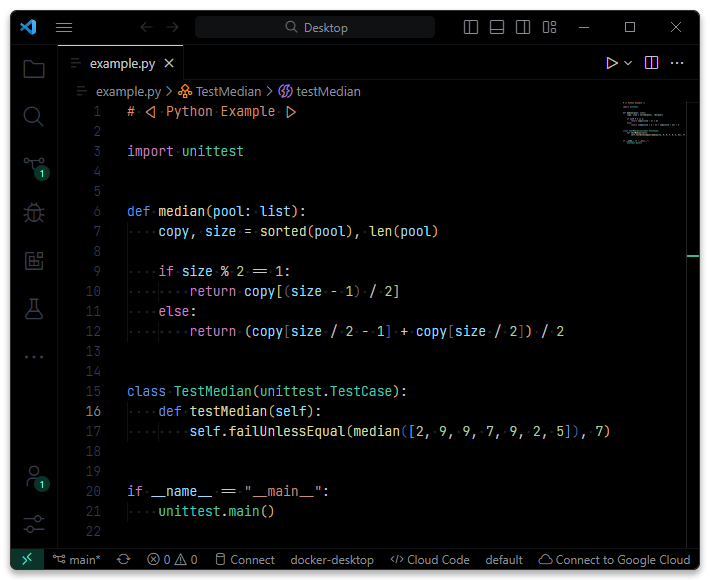 Desktop
example.py
example.py > TestMedian > testMedian
1 # ◁ Python Example ▷
2
3 import unittest
4
5
6 def median(pool: list):
7 copy, size = sorted(pool), len(pool)
8
9 if size % 2 == 1:
10 return copy[(size - 1) / 2]
11 else:
12 return (copy[size / 2 - 1] + copy[size / 2]) / 2
13
14
15 class TestMedian(unittest.TestCase):
16 def testMedian(self):
17 self.failUnlessEqual(median([2, 9, 9, 7, 9, 2, 5]), 7)
18
19
20 if __name__ == "__main__":
21 unittest.main()
22
1
1
main* 0 0 Connect docker-desktop Cloud Code default Connect to Google Cloud